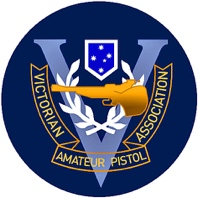 V
VICTORIAN
AMATEUR PISTOL
ASSOCIATION